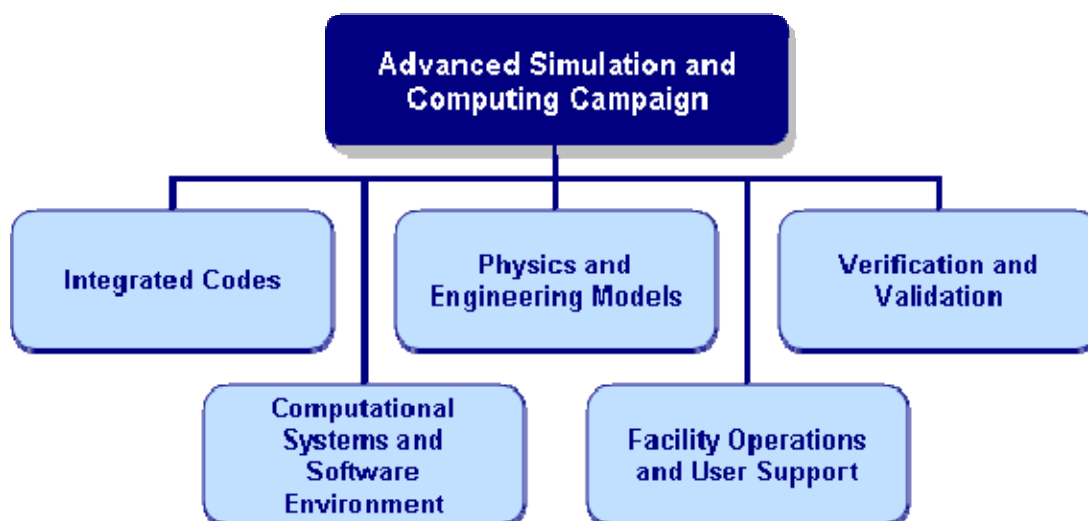 Advanced Simulation and
Computing Campaign
Integrated Codes
Physics and
Engineering Models
Verification and
Validation
Computational
Systems and
Software
Environment
Facility Operations
and User Support